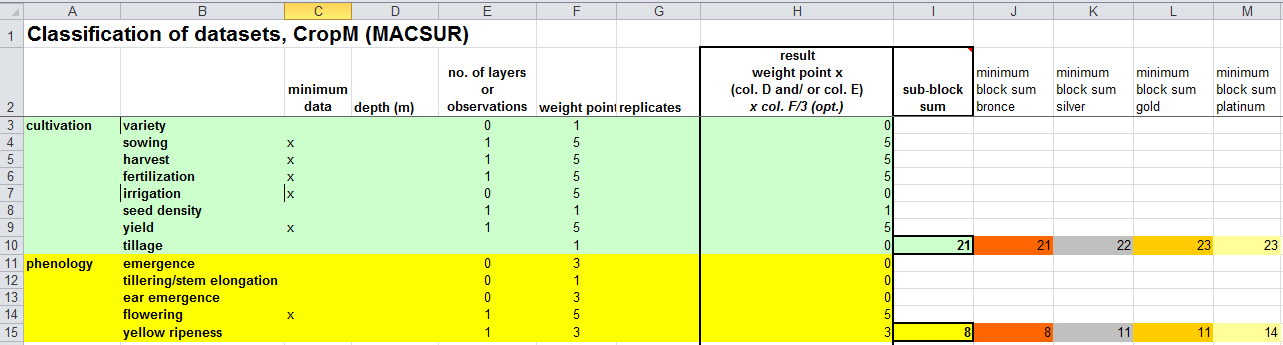 A B C D E F G H I J K L M
1 Classification of datasets, CropM (MACSUR)
result
no. of layers weight point x minimum minimum minimum minimum
minimum or (col. D and/ or col. E) sub-block block sum block sum block sum block sum
2 data depth (m) observations weight point replicates x col. F/3 (opt.) sum bronce silver gold platinum
3 cultivation variety 0 1 0
4 sowing x 1 5 5
5 harvest x 1 5 5
6 fertilization x 1 5 5
7 irrigation x 0 5 0
8 seed density 1 1 1
9 yield x 1 5 5
10 tillage 1 0 21 21 22 23 23
11 phenology emergence 0 3 0
12 tillering/stem elongation 0 1 0
13 ear emergence 0 3 0
14 flowering x 1 5 5
15 yellow ripeness 1 3 3 8 8 11 11 14